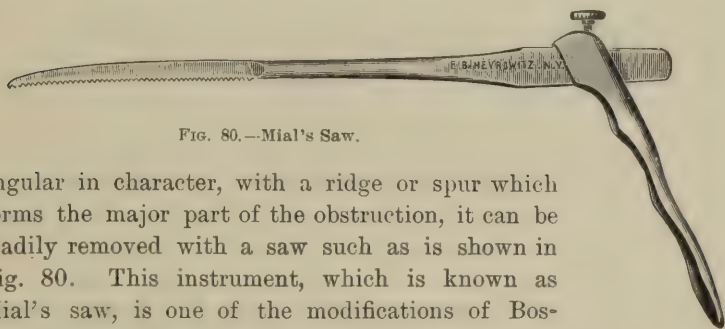 E.B.MEYROWITZ.N.Y.
FIG. 80.—Mial's Saw.
ngular in character, with a ridge or spur which
orms the major part of the obstruction, it can be
eadily removed with a saw such as is shown in
ig. 80. This instrument, which is known as
ial's saw, is one of the modifications of Bos-